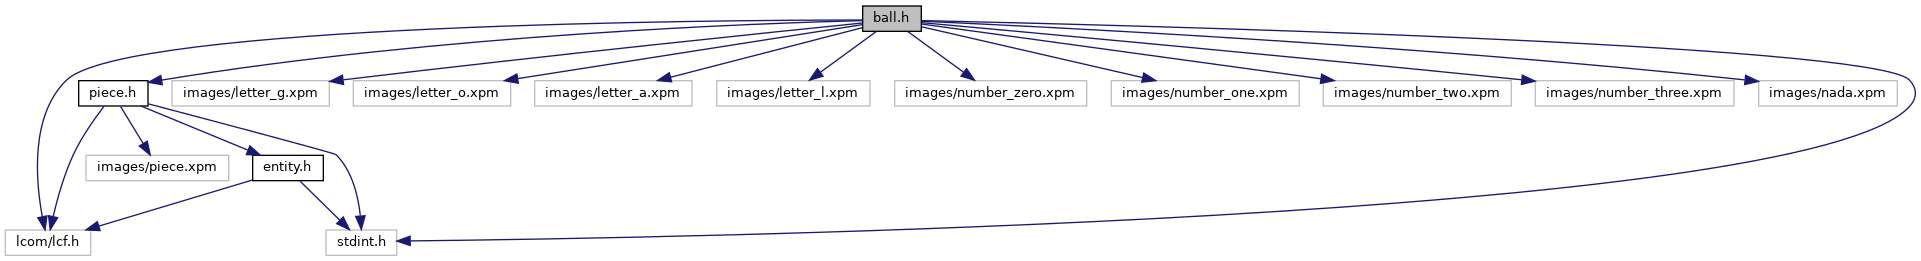 ball.h
piece.h
images/letter_g.xpm
images/letter_o.xpm
images/letter_a.xpm
images/letter_l.xpm
images/number_zero.xpm
images/number_one.xpm
images/number_two.xpm
images/number_three.xpm
images/nada.xpm
images/piece.xpm
entity.h
lcom/lcf.h
stdint.h